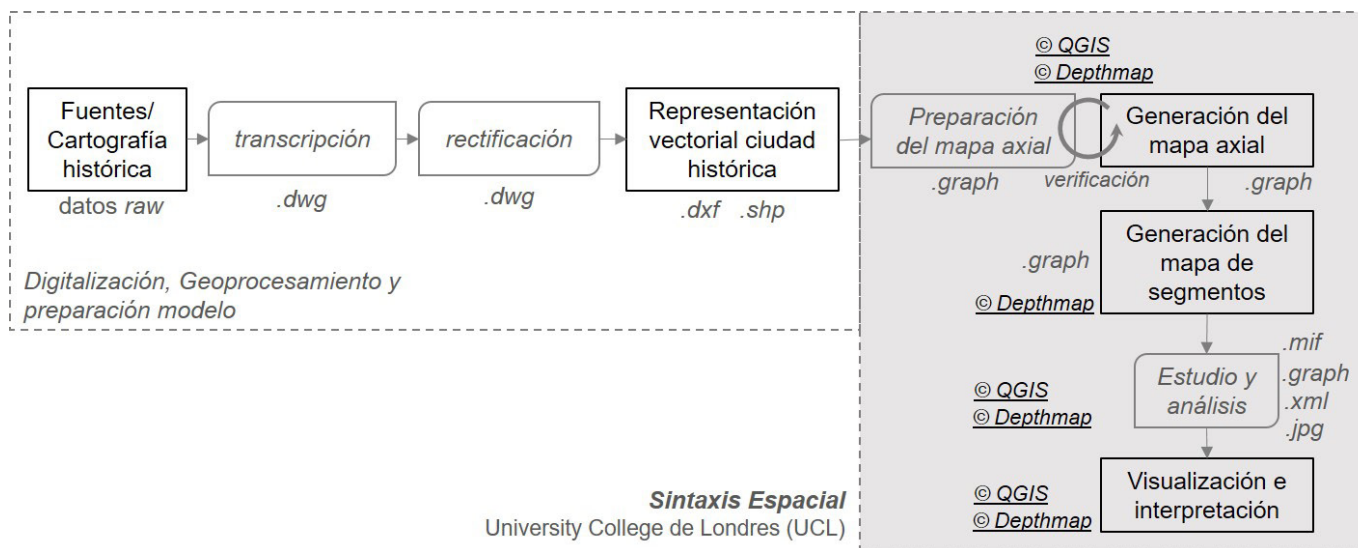 Fuentes/
Cartografía
histórica
datos raw
transcripción
.dwg
rectificación
.dwg
Representación
vectorial ciudad
histórica
.dxf .shp
Digitalización, Geoprocesamiento y
preparación modelo
© QGIS
© Depthmap
Preparación
del mapa axial
.graph
verificación
Generación del
mapa axial
.graph
Generación del
mapa de
segmentos
.graph
© Depthmap
Estudio y
análisis
.mif
.graph
.xml
.jpg
© QGIS
© Depthmap
Visualización e
interpretación
© QGIS
© Depthmap
Sintaxis Espacial
University College de Londres (UCL)